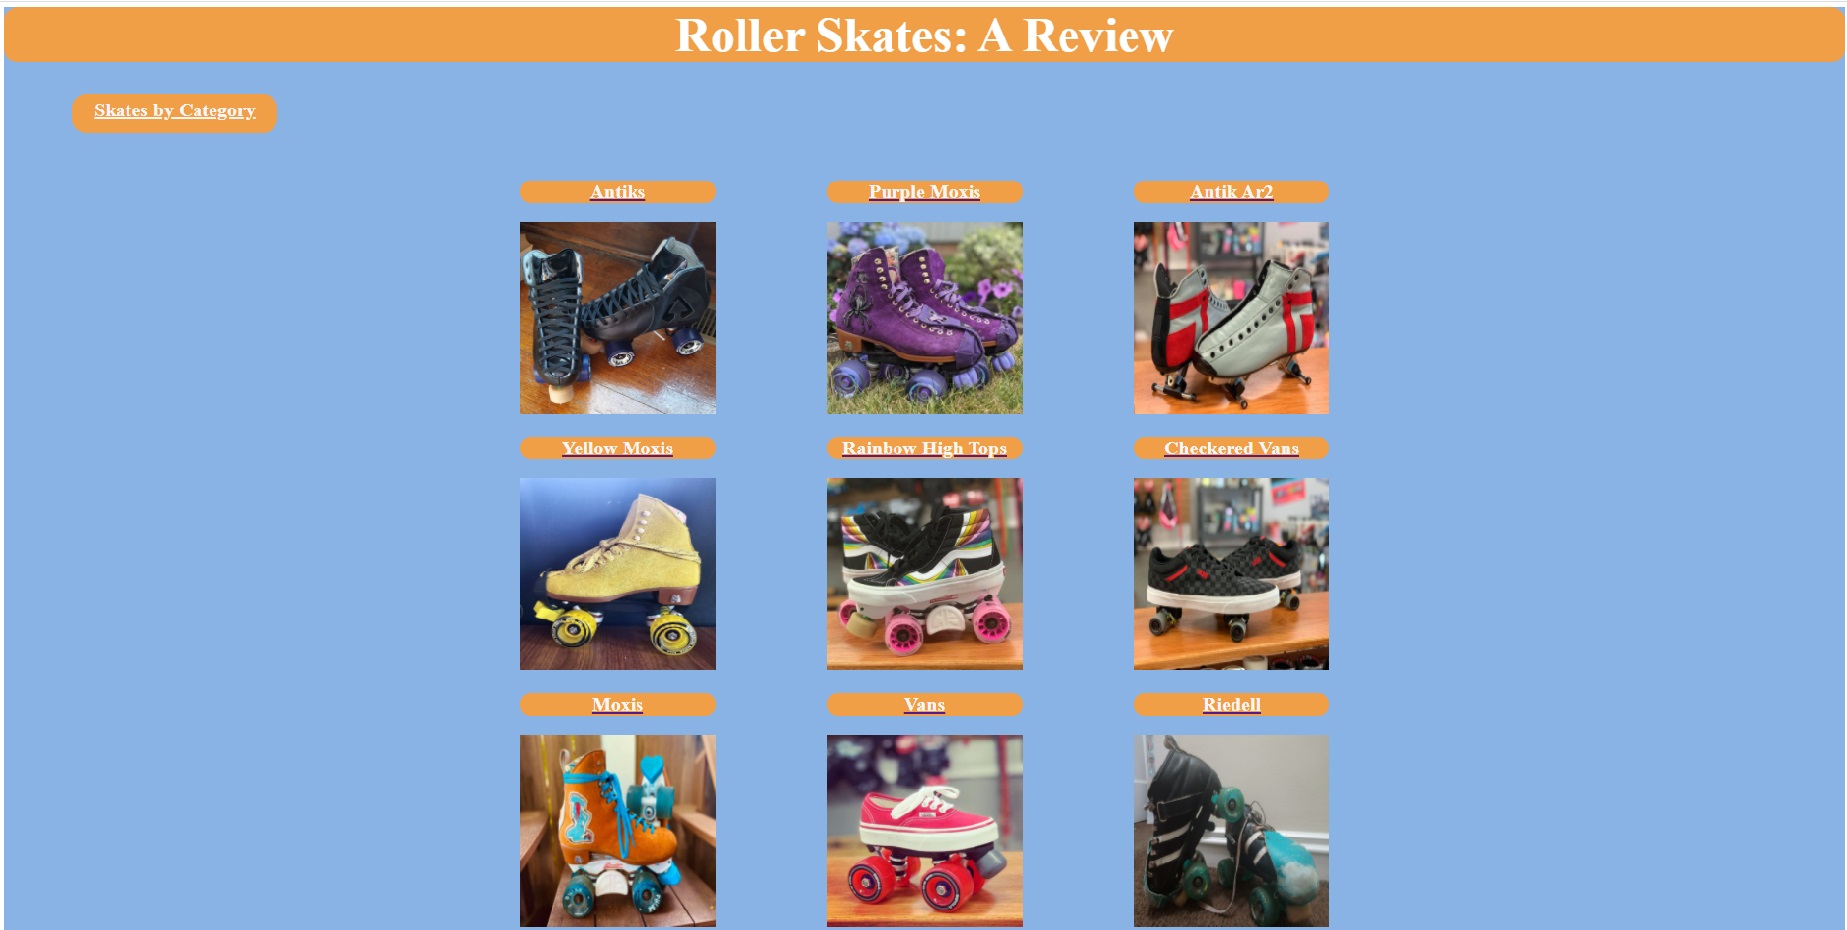 Roller Skates: A Review
Skates by Category
Antiks
Purple Moxis
Antik Ar2
Yellow Moxis
Rainbow High Tops
Checkered Vans
Moxis
Vans
Riedell